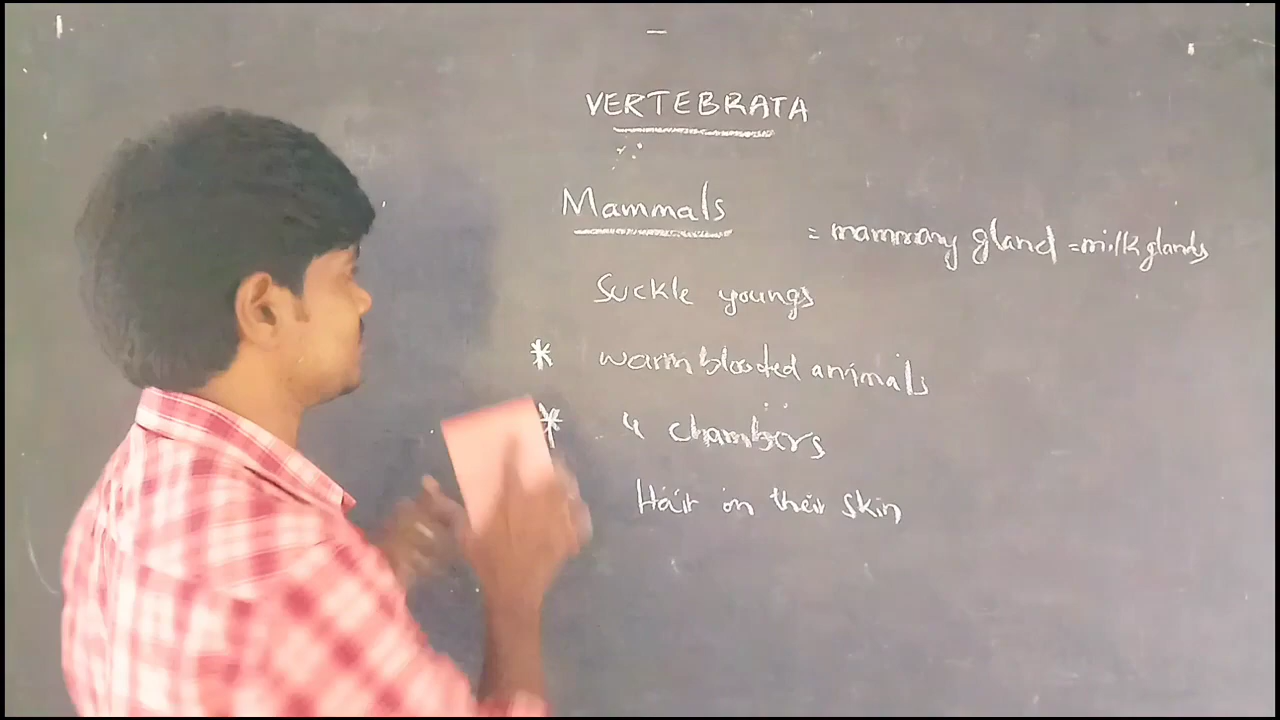 VERTEBRATA
Mammals
= mammary gland = milk glands
Suckle youngs
* warm blooded animals
* 4 chambers
Hair on their skin